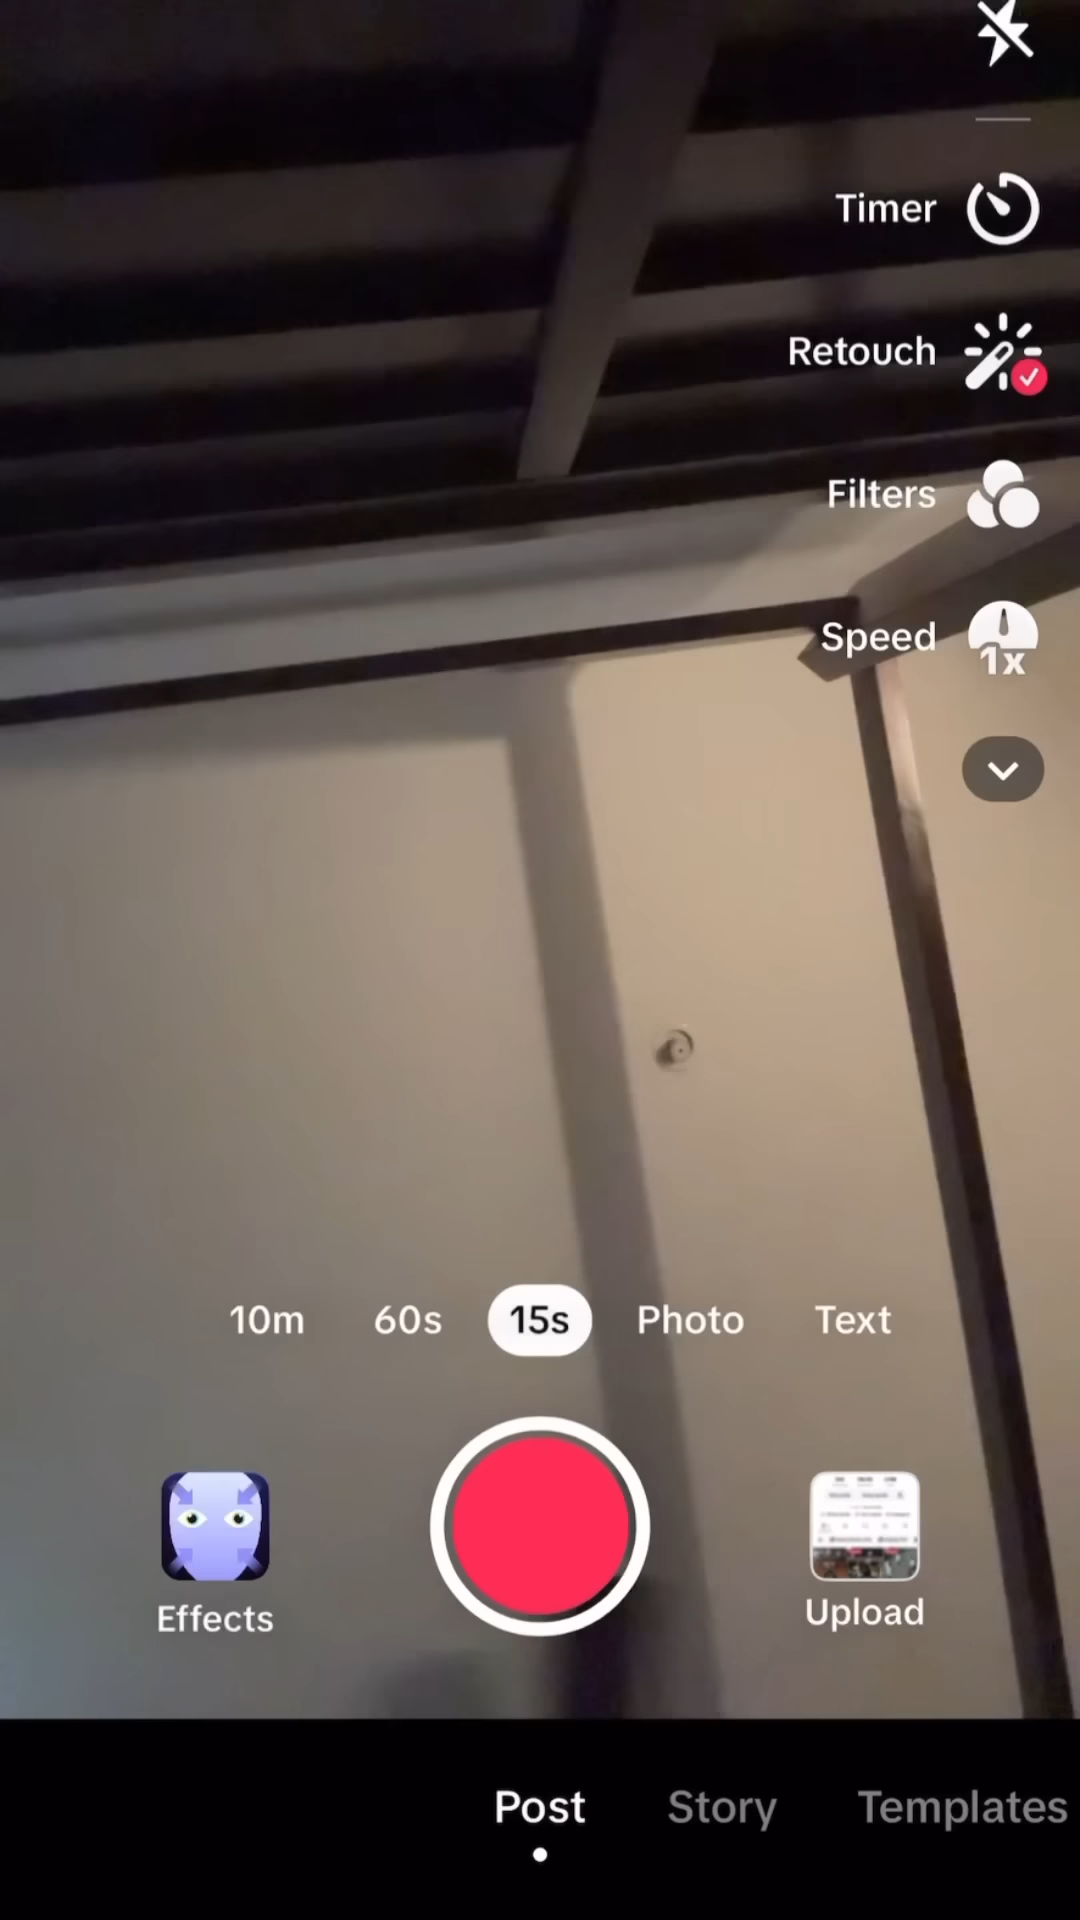 Timer
Retouch
Filters
Speed
1x
10m 60s 15s Photo Text
Effects
Upload
Post Story Templates